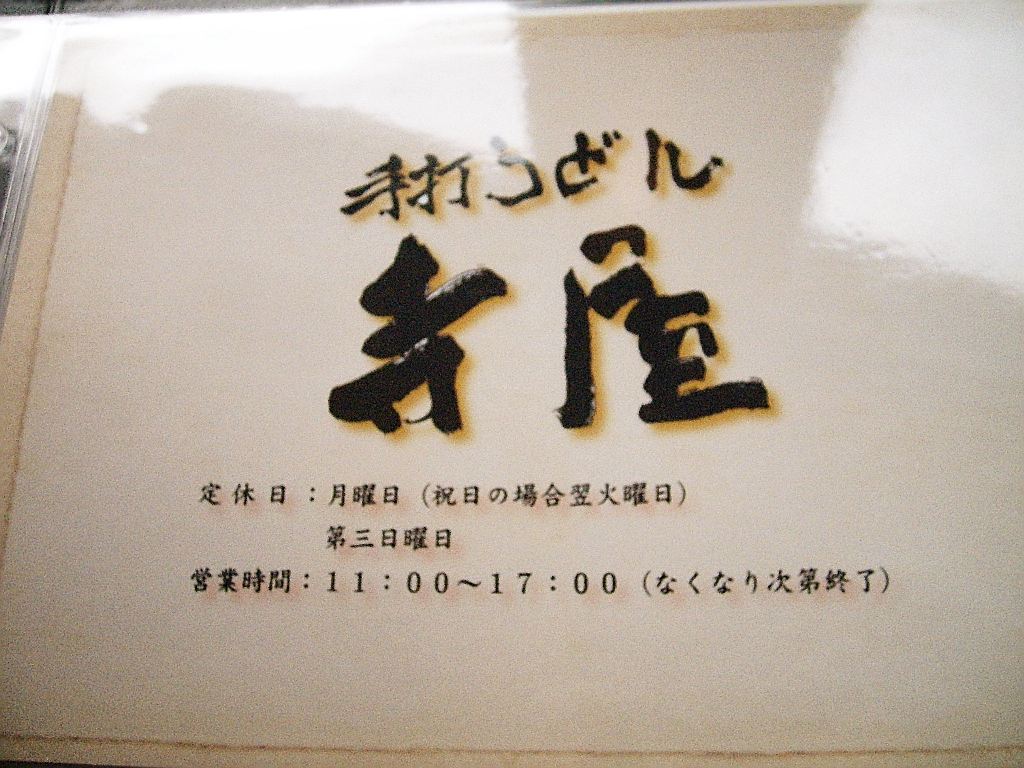 手打うどん
寺屋
定休日：月曜日（祝日の場合翌火曜日）
第三日曜日
営業時間：11：00～17：00（なくなり次第終了）